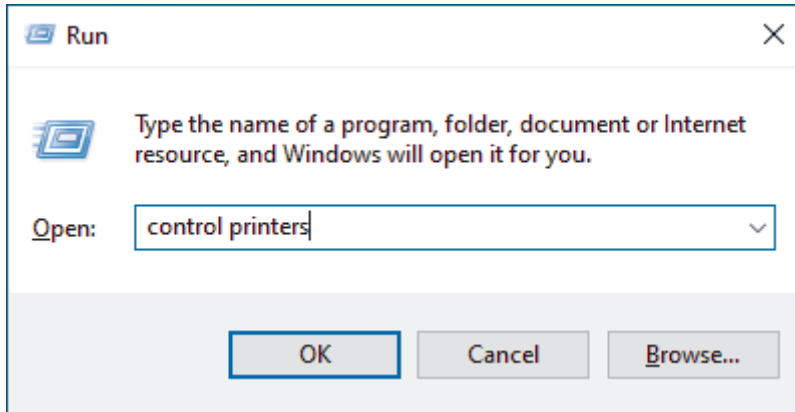 Run
Type the name of a program, folder, document or Internet
resource, and Windows will open it for you.
Open: control printers
OK Cancel Browse...